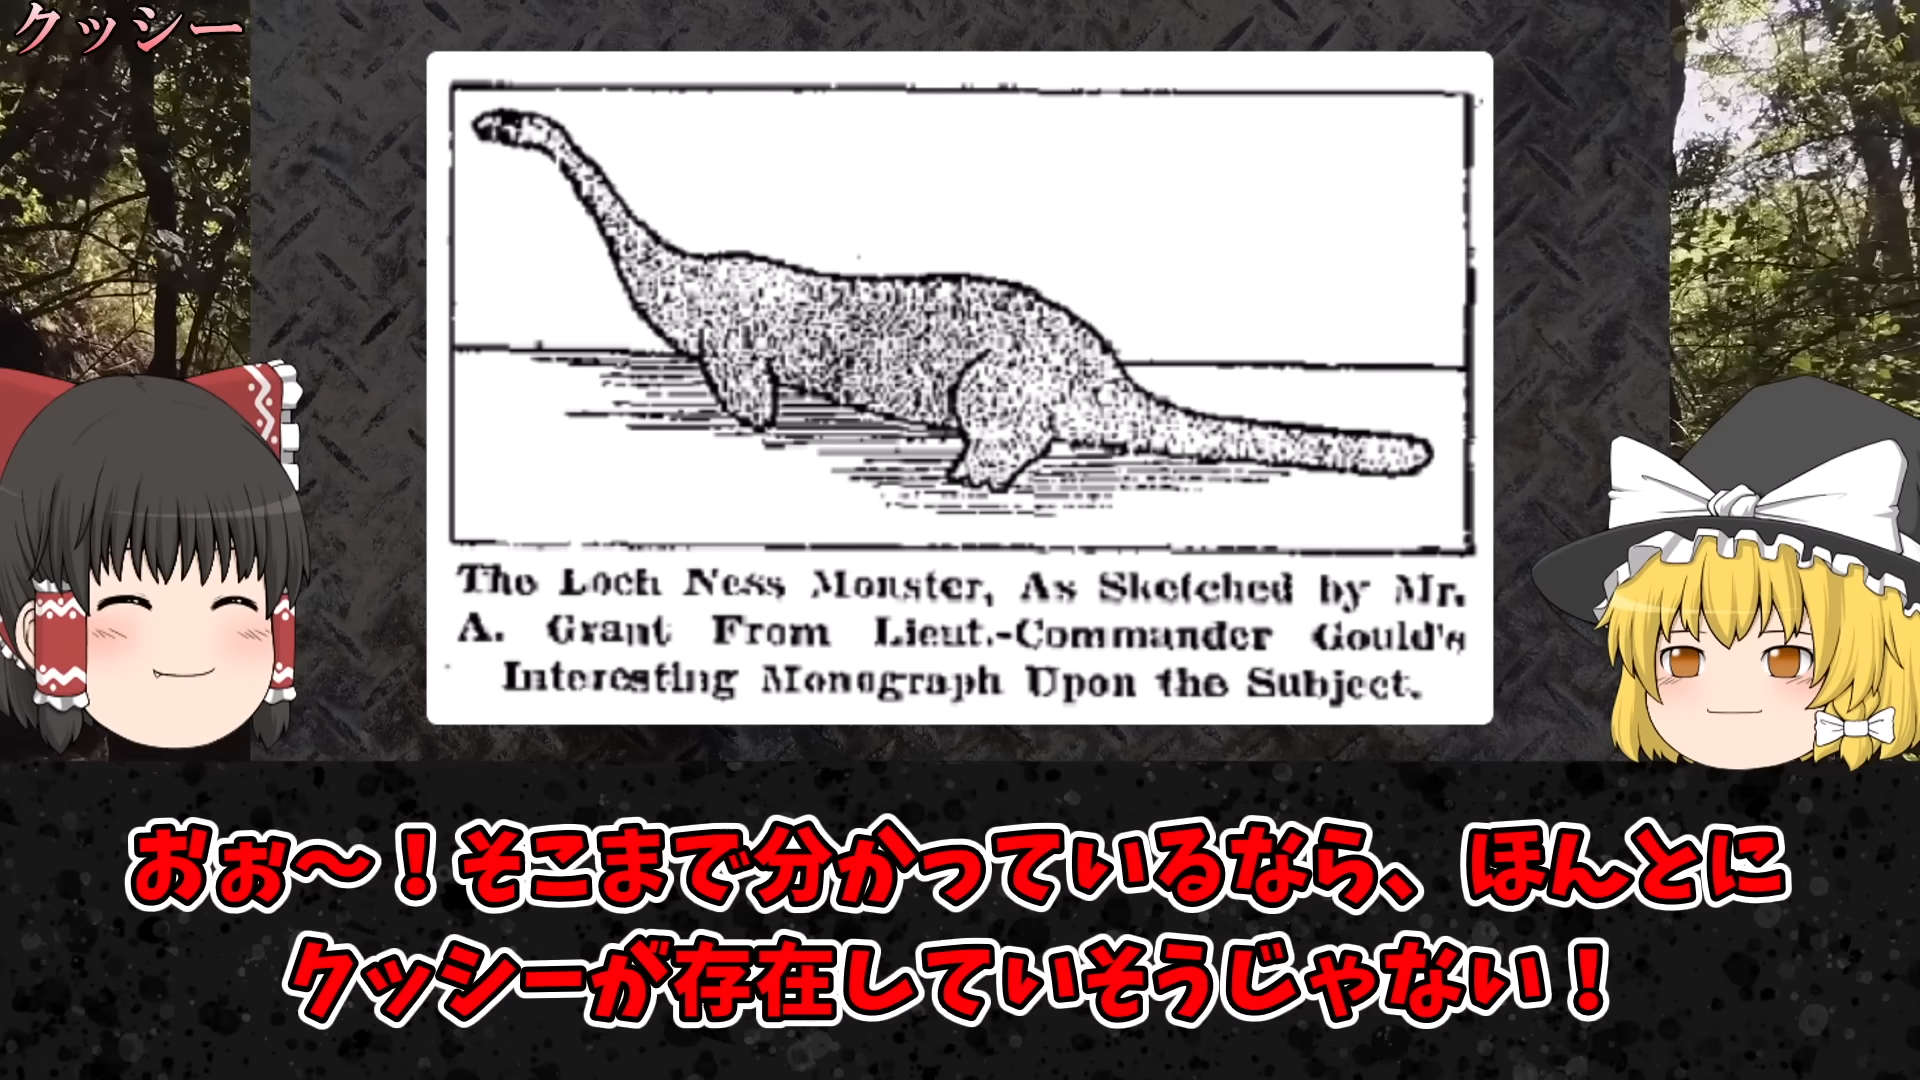 クッシー
The Loch Ness Monster, As Sketched by Mr.
A. Grant From Lieut.-Commander Gould's
Interesting Monograph Upon the Subject.
おぉ～！そこまで分かっているなら、ほんとに
クッシーが存在していそうじゃない！